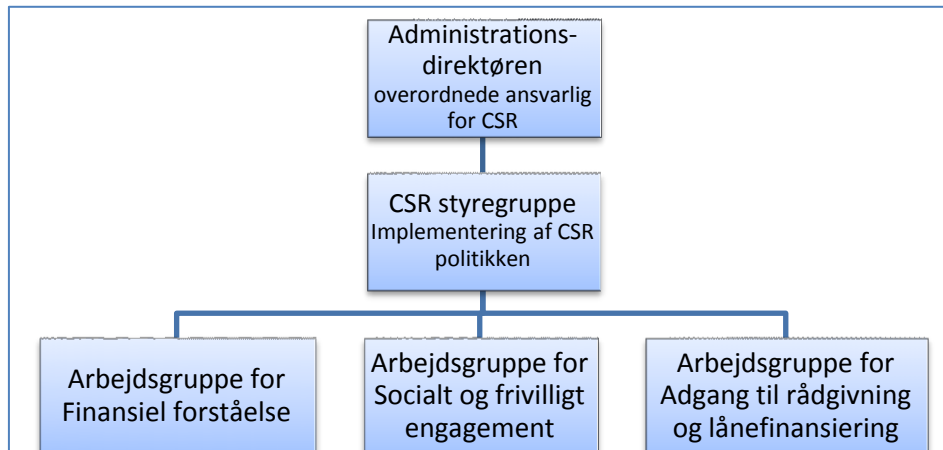 Administrations-
direktøren
overordnede ansvarlig
for CSR
CSR styregruppe
Implementering af CSR
politikken
Arbejdsgruppe for
Finansiel forståelse
Arbejdsgruppe for
Socialt og frivilligt
engagement
Arbejdsgruppe for
Adgang til rådgivning
og lånefinansiering